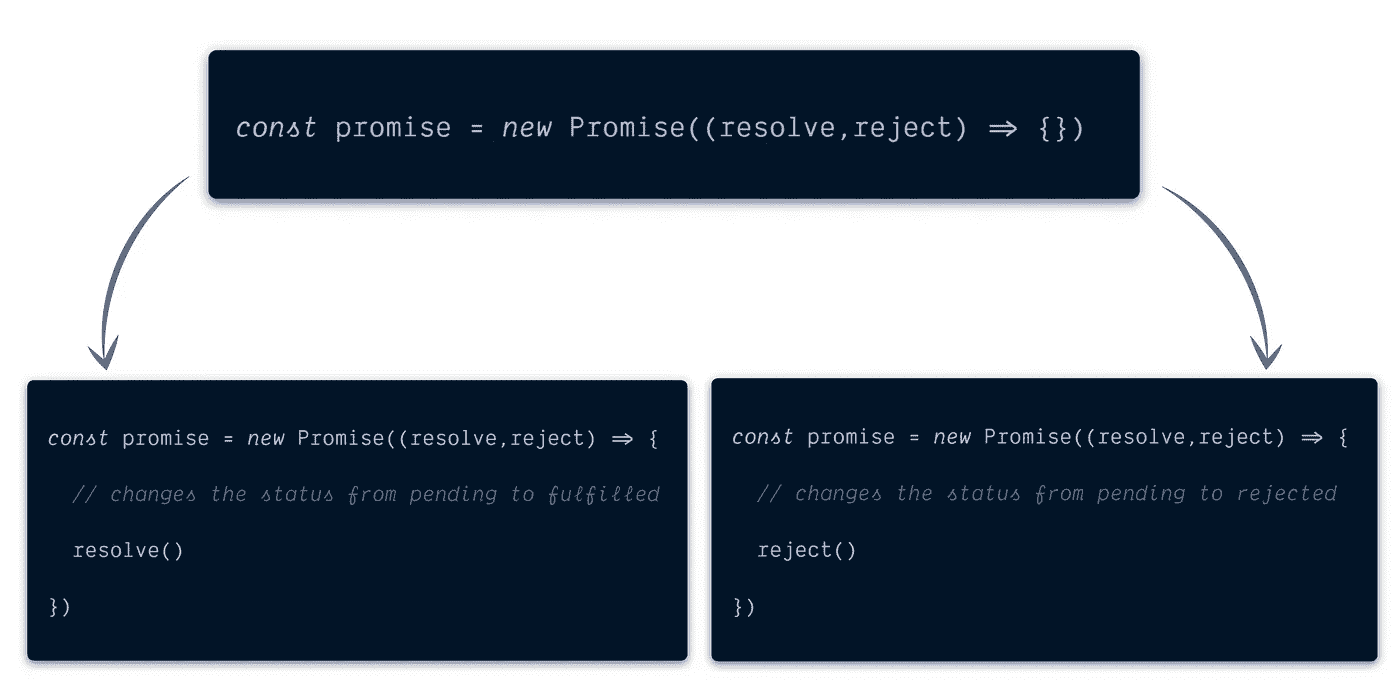 const promise = new Promise((resolve,reject) => {})
const promise = new Promise((resolve,reject) => {
// changes the status from pending to fulfilled
resolve()
})
const promise = new Promise((resolve,reject) => {
// changes the status from pending to rejected
reject()
})